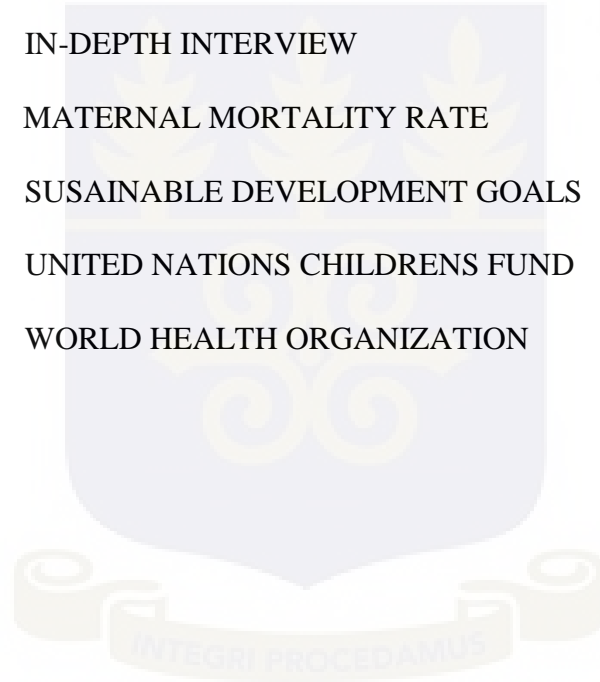 IN-DEPTH INTERVIEW
MATERNAL MORTALITY RATE
SUSAINABLE DEVELOPMENT GOALS
UNITED NATIONS CHILDRENS FUND
WORLD HEALTH ORGANIZATION
INTEGRI PROCEDAMUS